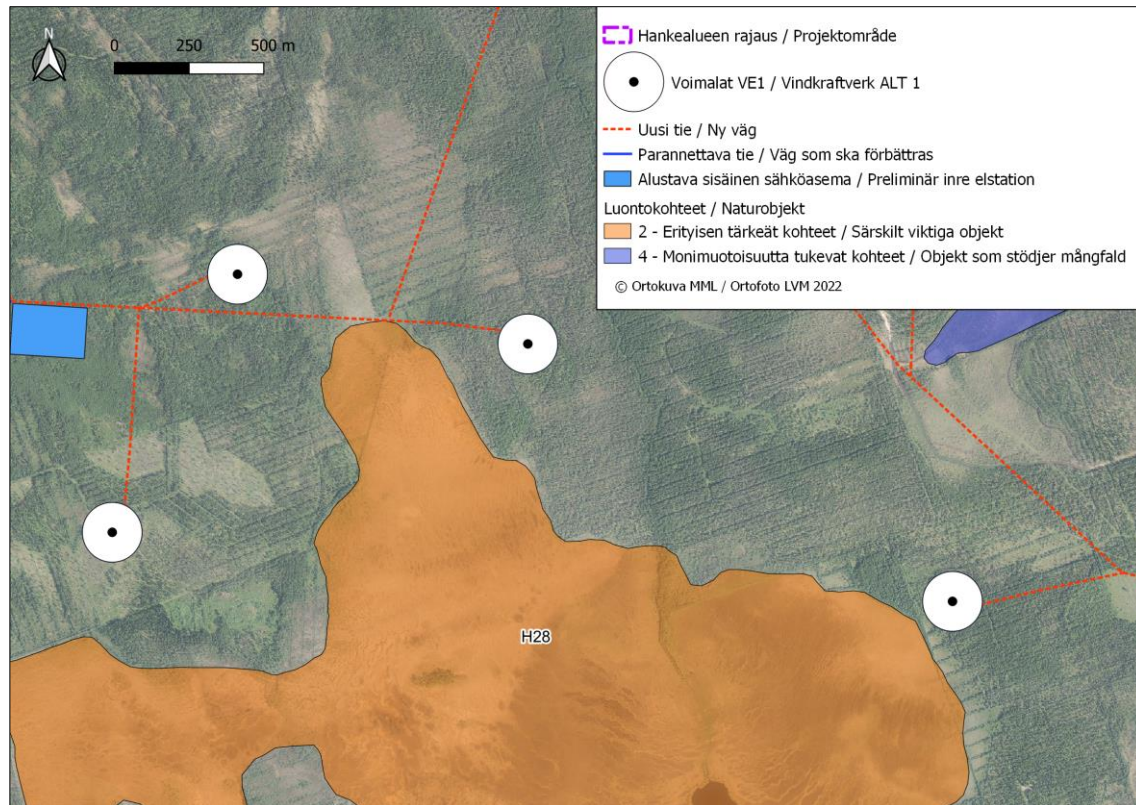 N
0 250 500 m
Hankealueen rajaus / Projektområde
Voimalat VE1 / Vindkraftverk ALT 1
Uusi tie / Ny väg
Parannettava tie / Väg som ska förbättras
Alustava sisäinen sähköasema / Preliminär inre elstation
Luontokohteet / Naturobjekt
2 - Erityisen tärkeät kohteet / Särskilt viktiga objekt
4 - Monimuotoisuutta tukevat kohteet / Objekt som stödjer mångfald
© Ortokuva MML / Ortofoto LVM 2022
H28